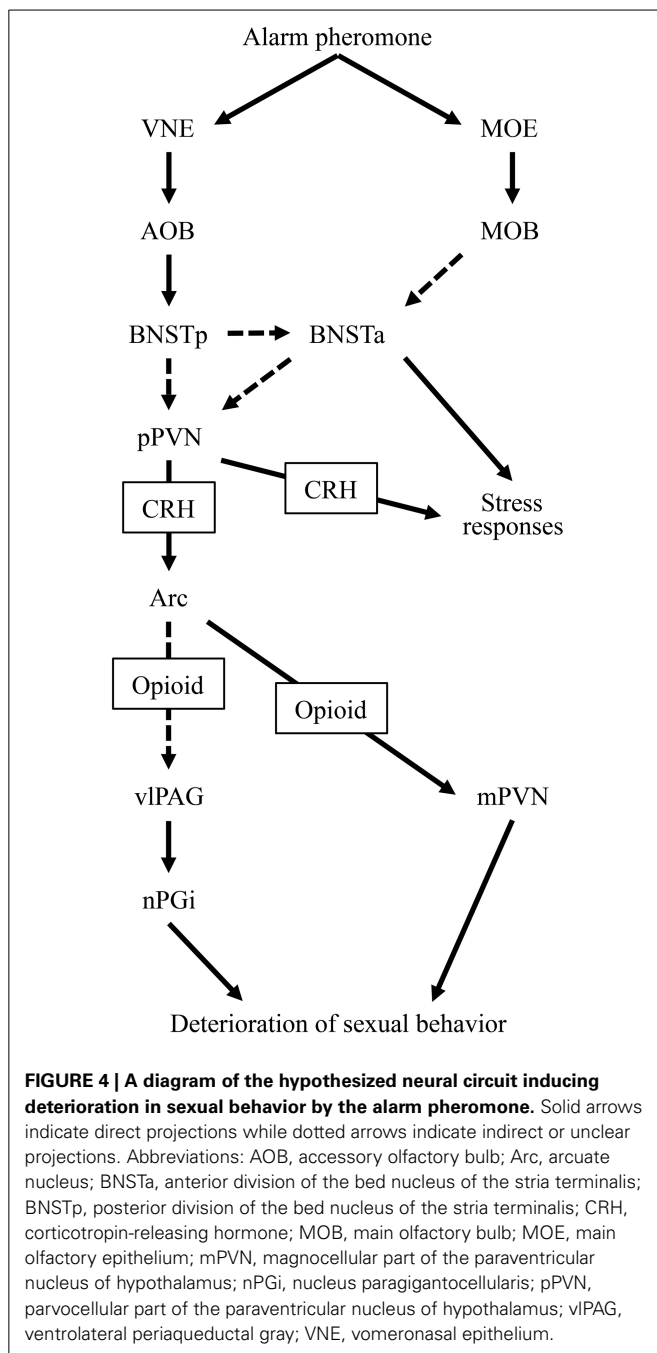 Alarm pheromone
VNE MOE
AOB MOB
BNSTp BNSTa
pPVN
CRH CRH
Stress
responses
Arc
Opioid Opioid
vlPAG mPVN
nPGi
Deterioration of sexual behavior
FIGURE 4 | A diagram of the hypothesized neural circuit inducing
deterioration in sexual behavior by the alarm pheromone. Solid arrows
indicate direct projections while dotted arrows indicate indirect or unclear
projections. Abbreviations: AOB, accessory olfactory bulb; Arc, arcuate
nucleus; BNSTa, anterior division of the bed nucleus of the stria terminalis;
BNSTp, posterior division of the bed nucleus of the stria terminalis; CRH,
corticotropin-releasing hormone; MOB, main olfactory bulb; MOE, main
olfactory epithelium; mPVN, magnocellular part of the paraventricular
nucleus of hypothalamus; nPGi, nucleus paragigantocellularis; pPVN,
parvocellular part of the paraventricular nucleus of hypothalamus; vlPAG,
ventrolateral periaqueductal gray; VNE, vomeronasal epithelium.